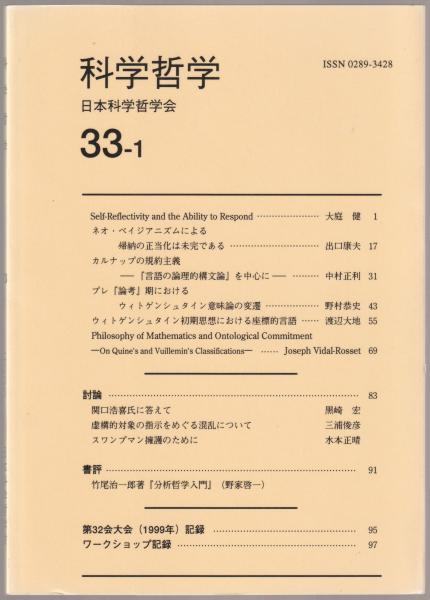 科学哲学
ISSN 0289-3428
日本科学哲学会
33-1
Self-Reflectivity and the Ability to Respond ………………… 大庭 健 1
ネオ・ベイジアニズムによる
帰納の正当化は未完である ……………………… 出口康夫 17
カルナップの規約主義
── 『言語の論理的構文論』を中心に ── ……………… 中村正利 31
プレ『論考』期における
ウィトゲンシュタイン意味論の変遷 ……………… 野村恭史 43
ウィトゲンシュタイン初期思想における座標的言語 …… 渡辺大地 55
Philosophy of Mathematics and Ontological Commitment
—On Quine's and Vuillemin's Classifications— …… Joseph Vidal-Rosset 69
討論 ……………………………………………………… 83
関口浩喜氏に答えて 黒崎 宏
虚構的対象の指示をめぐる混乱について 三浦俊彦
スワンプマン擁護のために 水本正晴
書評 ……………………………………………………… 91
竹尾治一郎著『分析哲学入門』(野家啓一)
第32会大会(1999年)記録 ……………………………… 95
ワークショップ記録 ……………………………………… 97